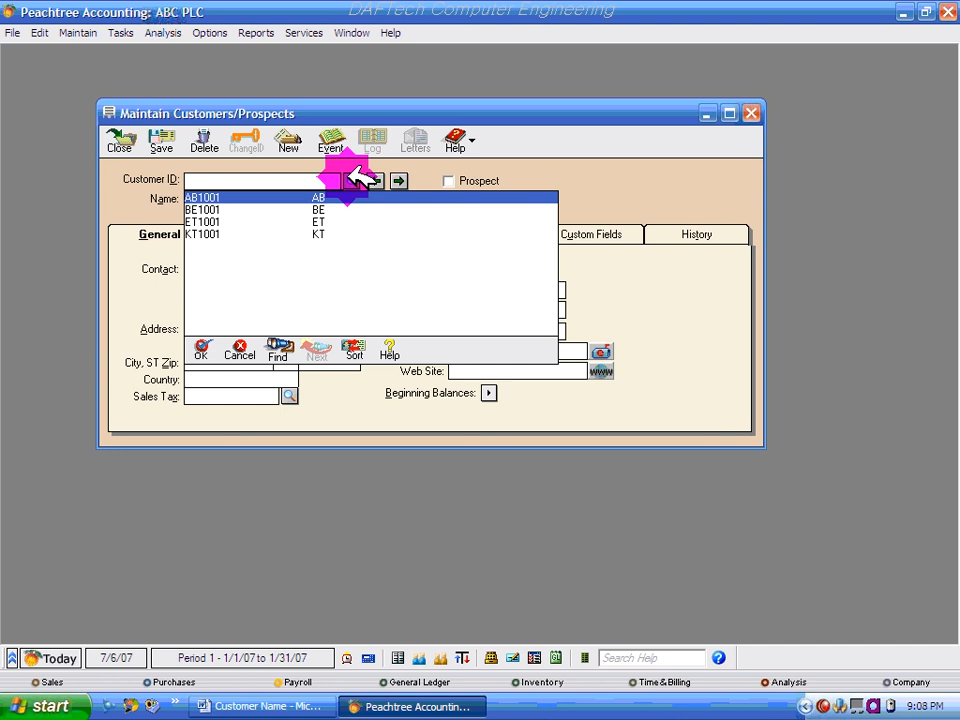 Peachtree Accounting: ABC PLC
DAFTech Computer Engineering
File Edit Maintain Tasks Analysis Options Reports Services Window Help
Maintain Customers/Prospects
Close Save Delete ChangeID New Event Log Letters Help
Customer ID:
Prospect
Name:
AB1001 AB
BE1001 BE
ET1001 ET
KT1001 KT
General
Custom Fields
History
Contact:
Address:
OK Cancel Find Next Sort Help
City, ST Zip:
Web Site:
WWW
Country:
Sales Tax:
Beginning Balances:
Today 7/6/07 Period 1 - 1/1/07 to 1/31/07 Search Help
Sales Purchases Payroll General Ledger Inventory Time & Billing Analysis Company
start Customer Name - Mic... Peachtree Accountin... 9:08 PM